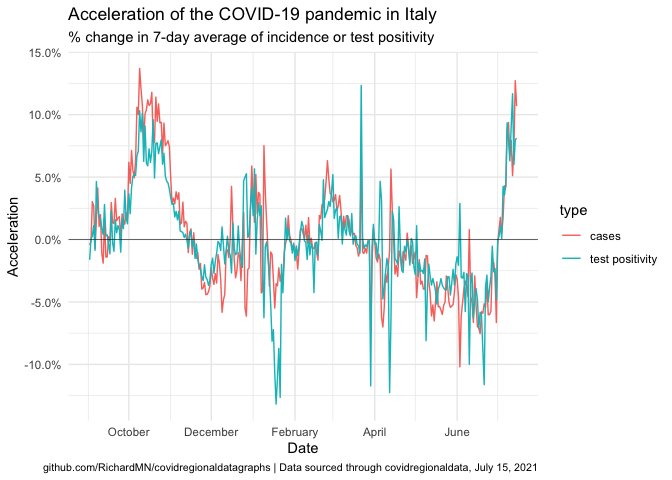 Acceleration of the COVID-19 pandemic in Italy
% change in 7-day average of incidence or test positivity
15.0%
10.0%
5.0%
0.0%
-5.0%
-10.0%
Acceleration
October December February April June
Date
type
cases
test positivity
github.com/RichardMN/covidregionaldatagraphs | Data sourced through covidregionaldata, July 15, 2021